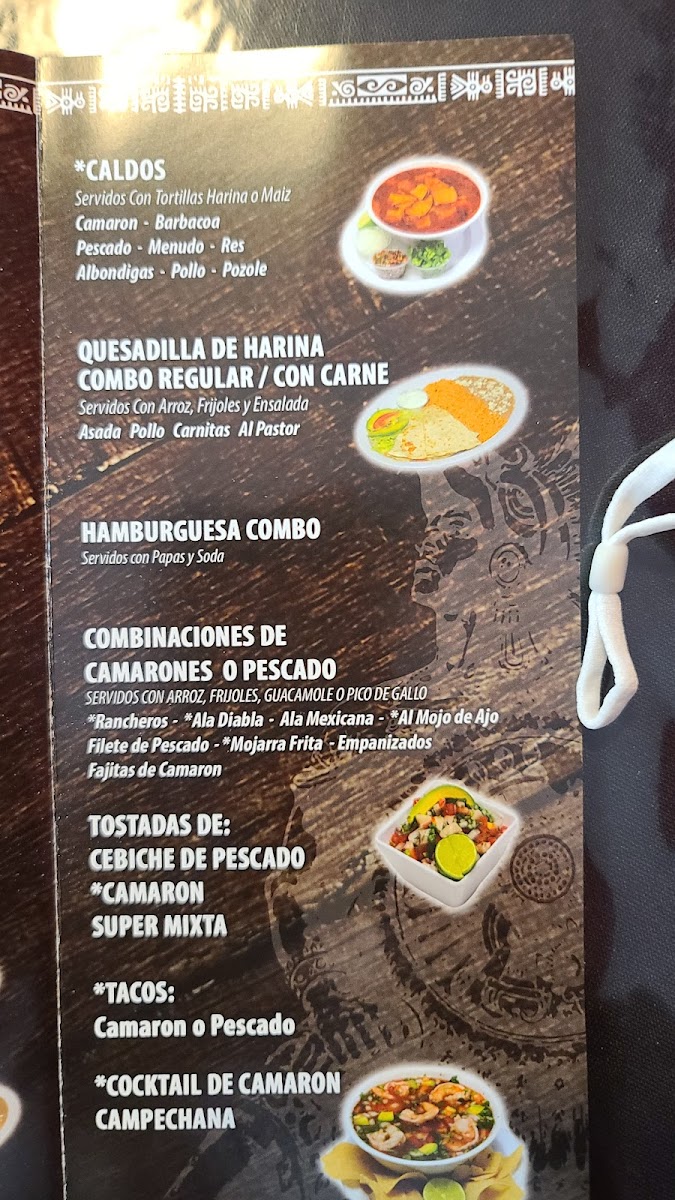 *CALDOS
Servidos Con Tortillas Harina o Maiz
Camaron - Barbacoa
Pescado - Menudo - Res
Albondigas - Pollo - Pozole
QUESADILLA DE HARINA
COMBO REGULAR / CON CARNE
Servidos Con Arroz, Frijoles y Ensalada
Asada Pollo Carnitas Al Pastor
HAMBURGUESA COMBO
Servidos con Papas y Soda
COMBINACIONES DE
CAMARONES O PESCADO
SERVIDOS CON ARROZ, FRIJOLES, GUACAMOLE O PICO DE GALLO
*Rancheros - *Ala Diabla - Ala Mexicana - *Al Mojo de Ajo
Filete de Pescado - *Mojarra Frita - Empanizados
Fajitas de Camaron
TOSTADAS DE:
CEBICHE DE PESCADO
*CAMARON
SUPER MIXTA
*TACOS:
Camaron o Pescado
*COCKTAIL DE CAMARON
CAMPECHANA